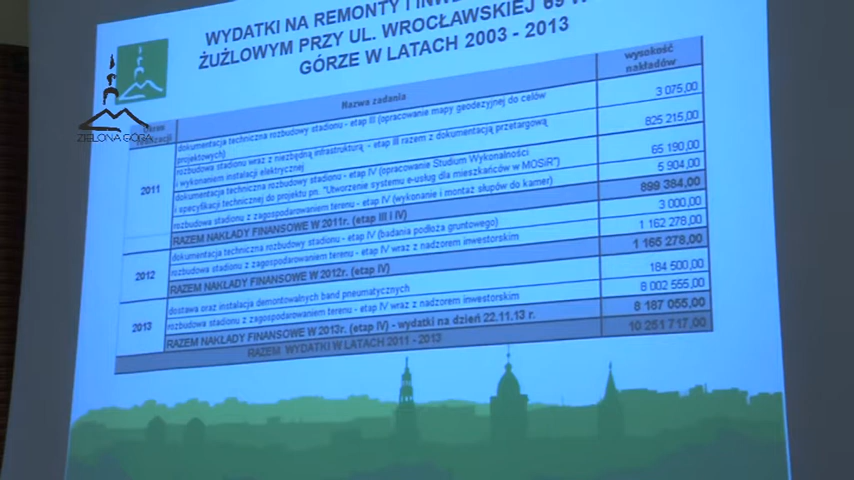 WYDATKI NA REMONTY I
ŻUŻLOWYM PRZY UL. WROCŁAWSKIEJ 69 W
GÓRZE W LATACH 2003 - 2013
ZIELONA GÓRA
Nazwa zadania
wysokość
nakładów
2011
dokumentacja techniczna rozbudowy stadionu - etap III (opracowanie mapy geodezyjnej do celów
projektowych)
3 075,00
rozbudowa stadionu wraz z niezbędną infrastrukturą - etap III razem z dokumentacją przetargową
i wykonaniem instalacji elektrycznej
825 215,00
dokumentacja techniczna rozbudowy stadionu - etap IV (opracowanie Studium Wykonalności
i specyfikacji technicznej do projektu pn. "Utworzenie systemu e-usług dla mieszkańców w MOSiR")
65 190,00
rozbudowa stadionu z zagospodarowaniem terenu - etap IV (wykonanie i montaż słupów do kamer)
5 904,00
RAZEM NAKŁADY FINANSOWE W 2011r. (etap III i IV)
899 384,00
2012
dokumentacja techniczna rozbudowy stadionu - etap IV (badania podłoża gruntowego)
3 000,00
rozbudowa stadionu z zagospodarowaniem terenu - etap IV wraz z nadzorem inwestorskim
1 162 278,00
RAZEM NAKŁADY FINANSOWE W 2012r. (etap IV)
1 165 278,00
2013
dostawa oraz instalacja demontowalnych band pneumatycznych
184 500,00
rozbudowa stadionu z zagospodarowaniem terenu - etap IV wraz z nadzorem inwestorskim
8 002 555,00
RAZEM NAKŁADY FINANSOWE W 2013r. (etap IV) - wydatki na dzień 22.11.13 r.
8 187 055,00
RAZEM WYDATKI W LATACH 2011 - 2013
10 251 717,00